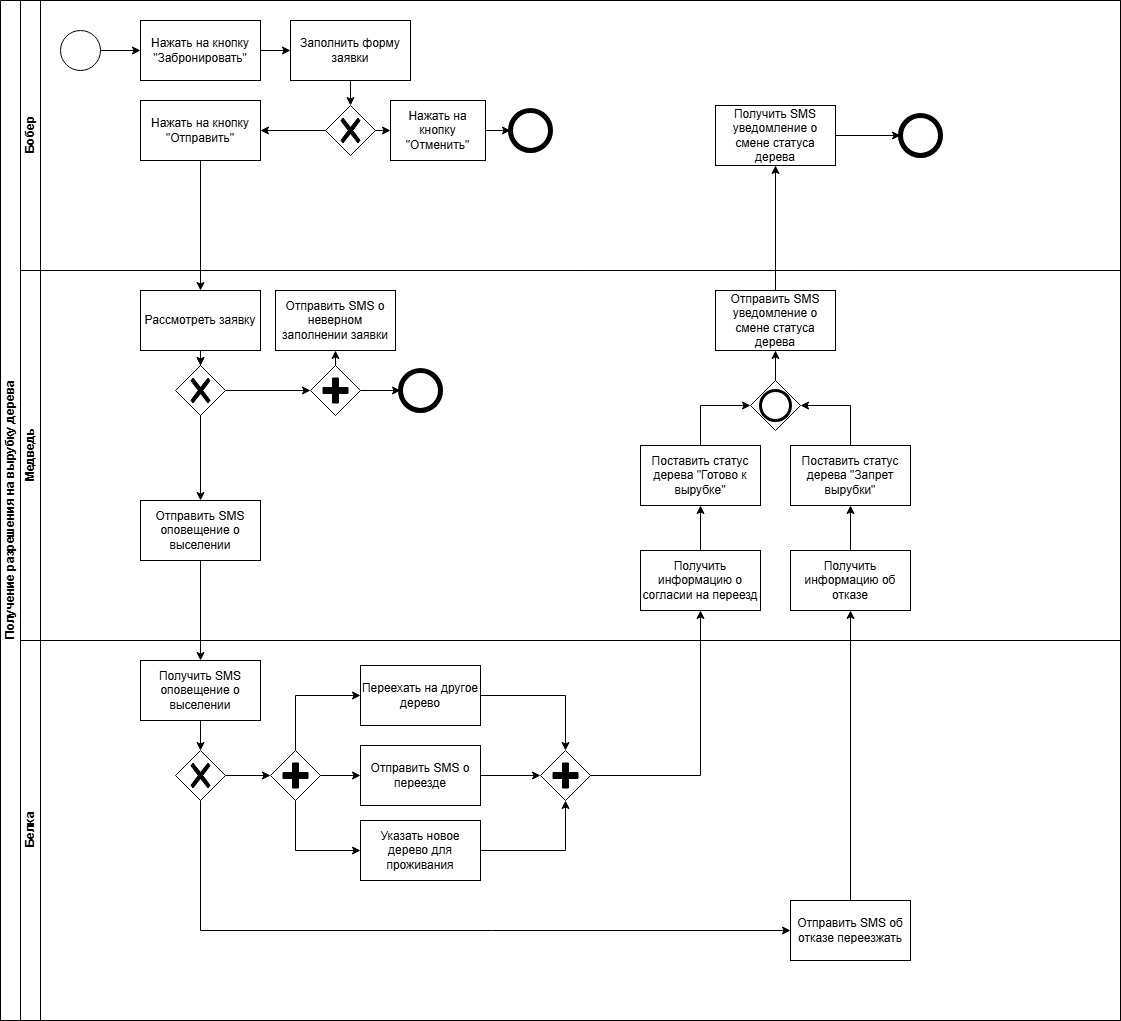 Получение разрешения на вырубку дерева
Бобер
Нажать на кнопку
"Забронировать"
Заполнить форму
заявки
Нажать на кнопку
"Отправить"
Нажать на
кнопку
"Отменить"
Получить SMS
уведомление о
смене статуса
дерева
Медведь
Рассмотреть заявку
Отправить SMS о
неверном
заполнении заявки
Отправить SMS
уведомление о
смене статуса
дерева
Поставить статус
дерева "Готово к
вырубке"
Поставить статус
дерева "Запрет
вырубки"
Отправить SMS
оповещение о
выселении
Получить
информацию о
согласии на переезд
Получить
информацию об
отказе
Белка
Получить SMS
оповещение о
выселении
Переехать на другое
дерево
Отправить SMS о
переезде
Указать новое
дерево для
проживания
Отправить SMS об
отказе переезжать